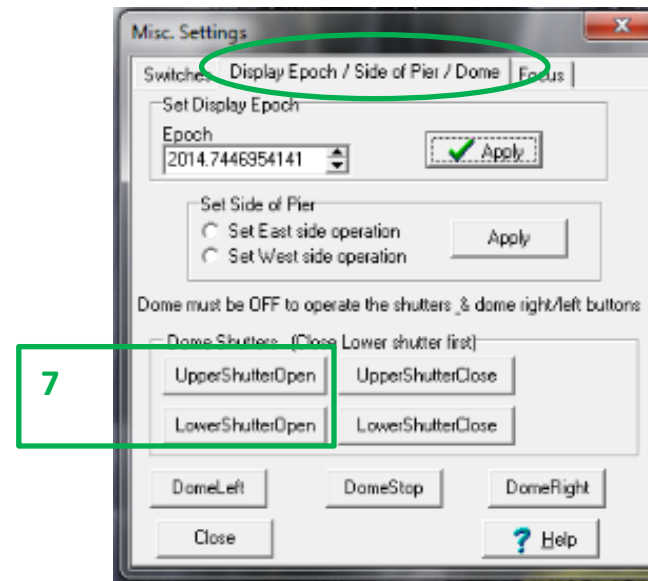 Misc. Settings
Switches Display Epoch / Side of Pier / Dome Focus
Set Display Epoch
Epoch
2014.7446954141 Apply
Set Side of Pier
Set East side operation
Apply
Set West side operation
Dome must be OFF to operate the shutters & dome right/left buttons
Dome Shutters (Close Lower shutter first)
7
UpperShutterOpen UpperShutterClose
LowerShutterOpen LowerShutterClose
DomeLeft DomeStop DomeRight
Close ? Help